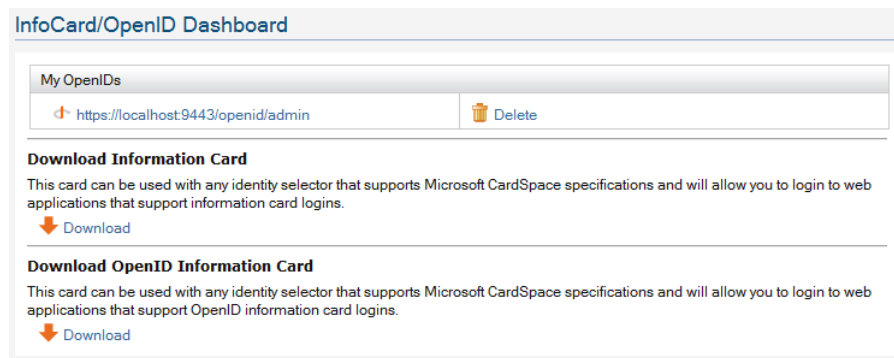 InfoCard/OpenID Dashboard
My OpenIDs
https://localhost:9443/openid/admin Delete
Download Information Card
This card can be used with any identity selector that supports Microsoft CardSpace specifications and will allow you to login to web
applications that support information card logins.
Download
Download OpenID Information Card
This card can be used with any identity selector that supports Microsoft CardSpace specifications and will allow you to login to web
applications that support OpenID information card logins.
Download